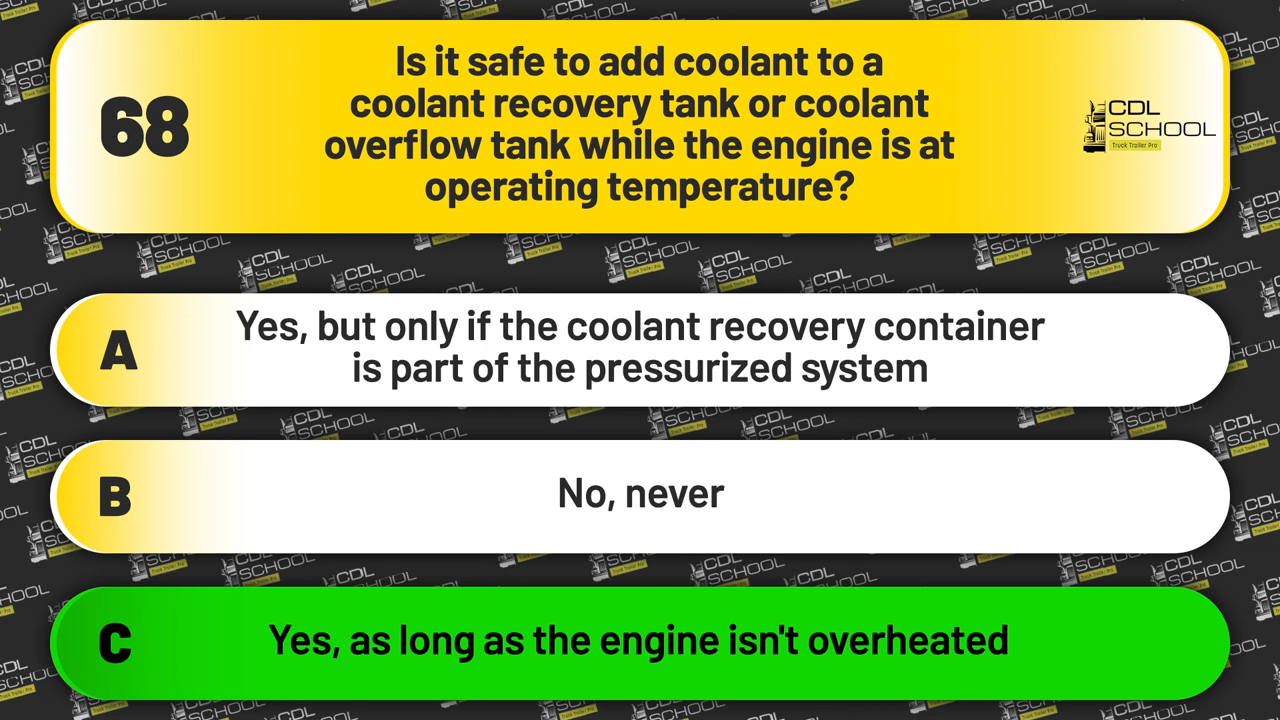 68
Is it safe to add coolant to a
coolant recovery tank or coolant
overflow tank while the engine is at
operating temperature?
CDL
SCHOOL
Truck Trailer Pro
A
Yes, but only if the coolant recovery container
is part of the pressurized system
B
No, never
C
Yes, as long as the engine isn't overheated